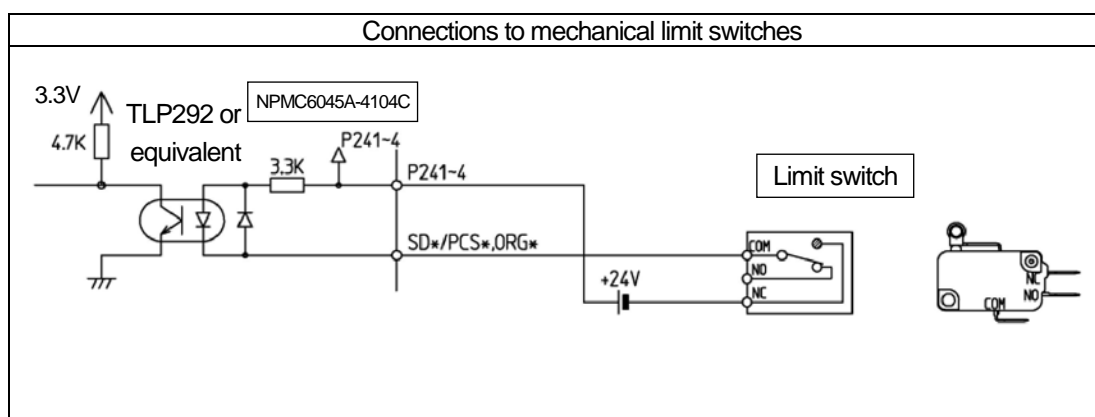 Connections to mechanical limit switches
3.3V
TLP292 or
equivalent
NPMC6045A-4104C
4.7K
P241~4
3.3K
P241~4
Limit switch
SD*/PCS*,ORG*
COM
NO
NC
+24V
NC
NO
COM